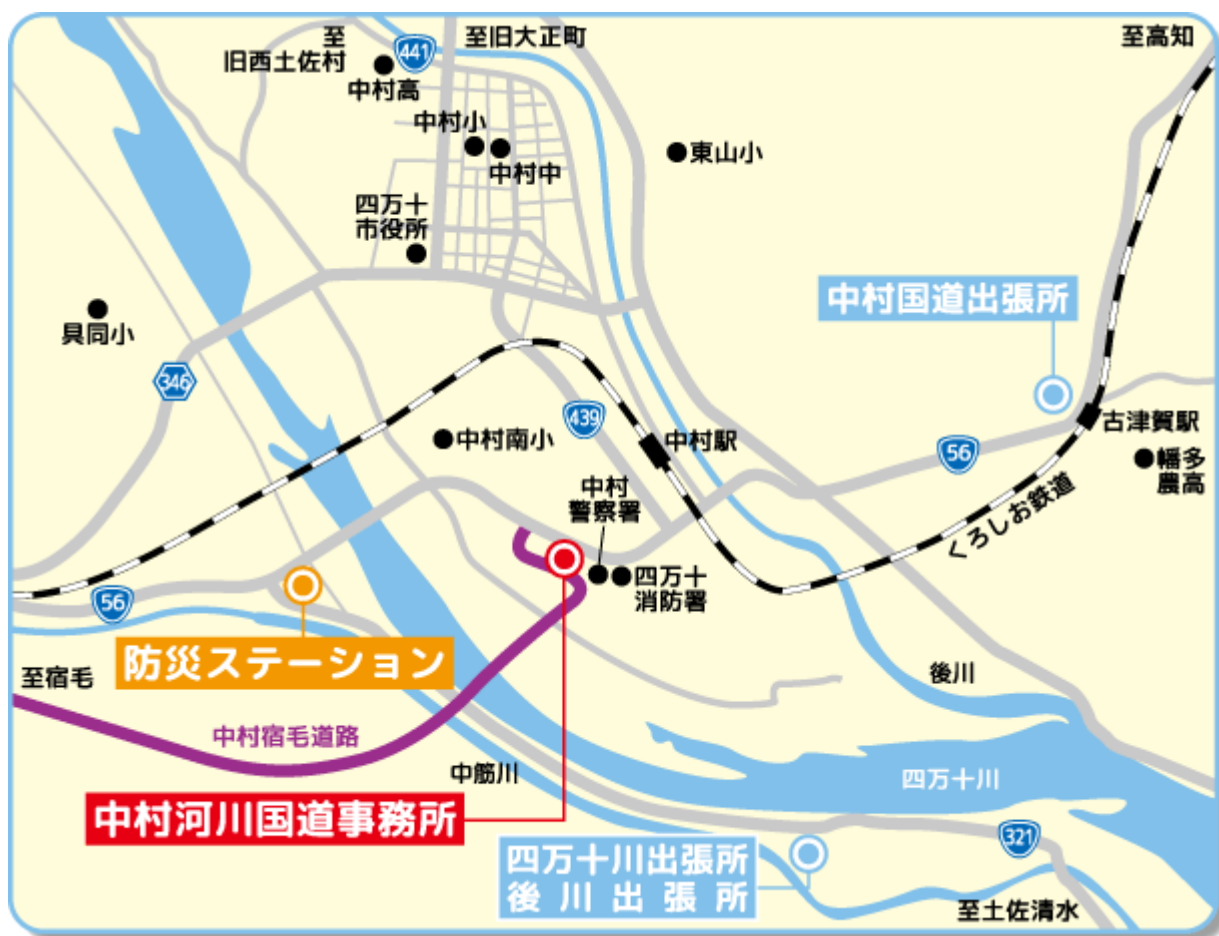 至
旧西土佐村
441
至旧大正町
至高知
中村高
中村小
中村中
東山小
四万十
市役所
中村国道出張所
具同小
346
439
中村南小
中村駅
56
古津賀駅
幡多
農高
くろしお鉄道
中村
警察署
四万十
消防署
56
防災ステーション
至宿毛
後川
中村宿毛道路
中筋川
四万十川
中村河川国道事務所
四万十川出張所
後川出張所
321
至土佐清水